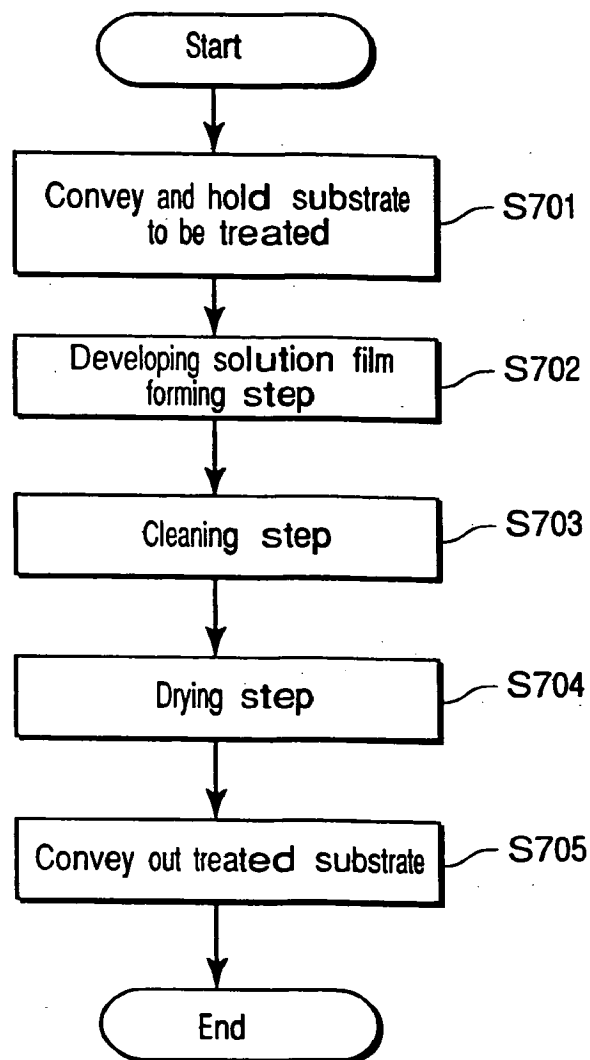 Start
Convey and hold substrate
to be treated
S701
Developing solution film
forming step
S702
Cleaning step
S703
Drying step
S704
Convey out treated substrate
S705
End